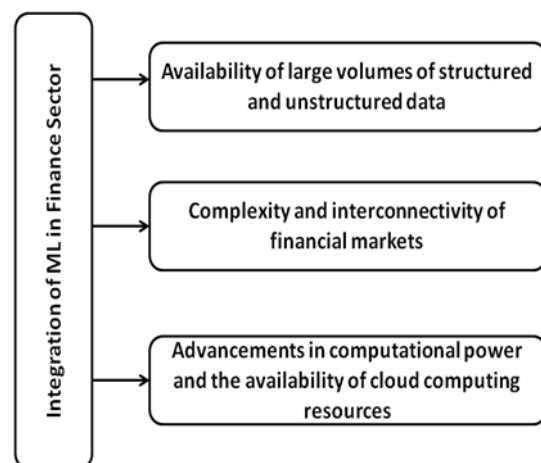 Integration of ML in Finance Sector
Availability of large volumes of structured
and unstructured data
Complexity and interconnectivity of
financial markets
Advancements in computational power
and the availability of cloud computing
resources